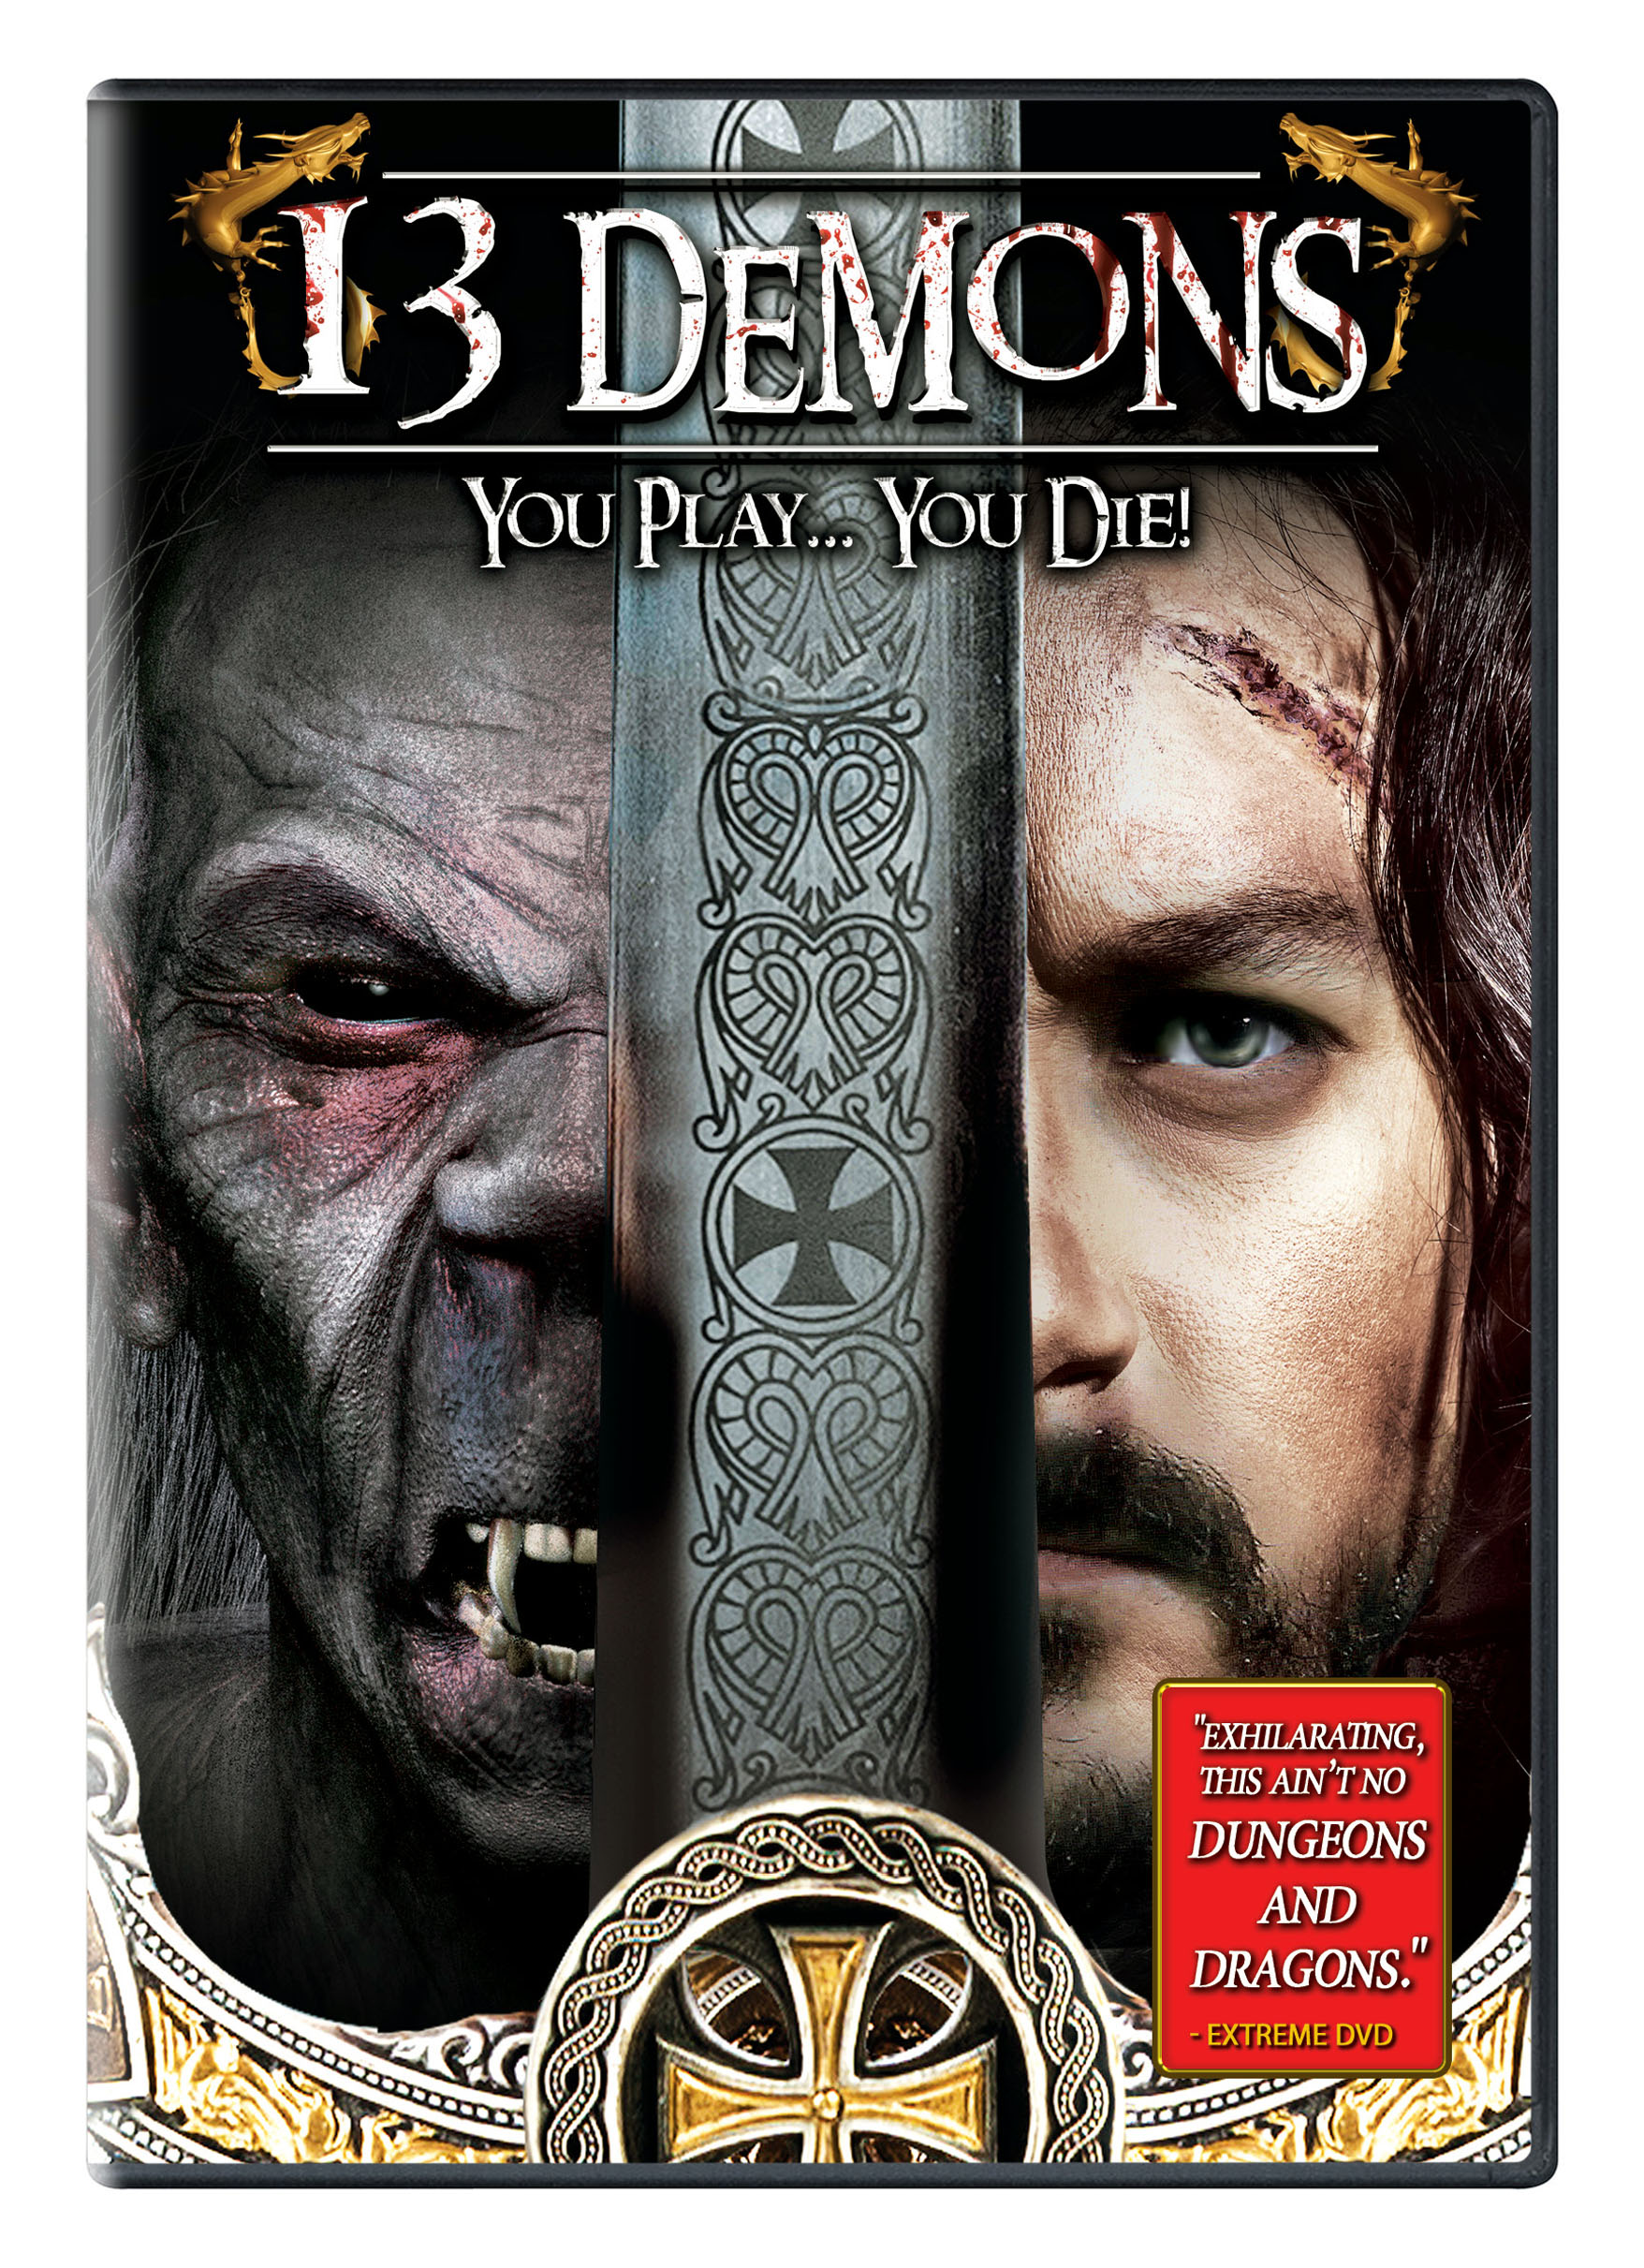 13 DEMONS
YOU PLAY... YOU DIE!
"EXHILARATING,
THIS AIN'T NO
DUNGEONS
AND
DRAGONS."
- EXTREME DVD